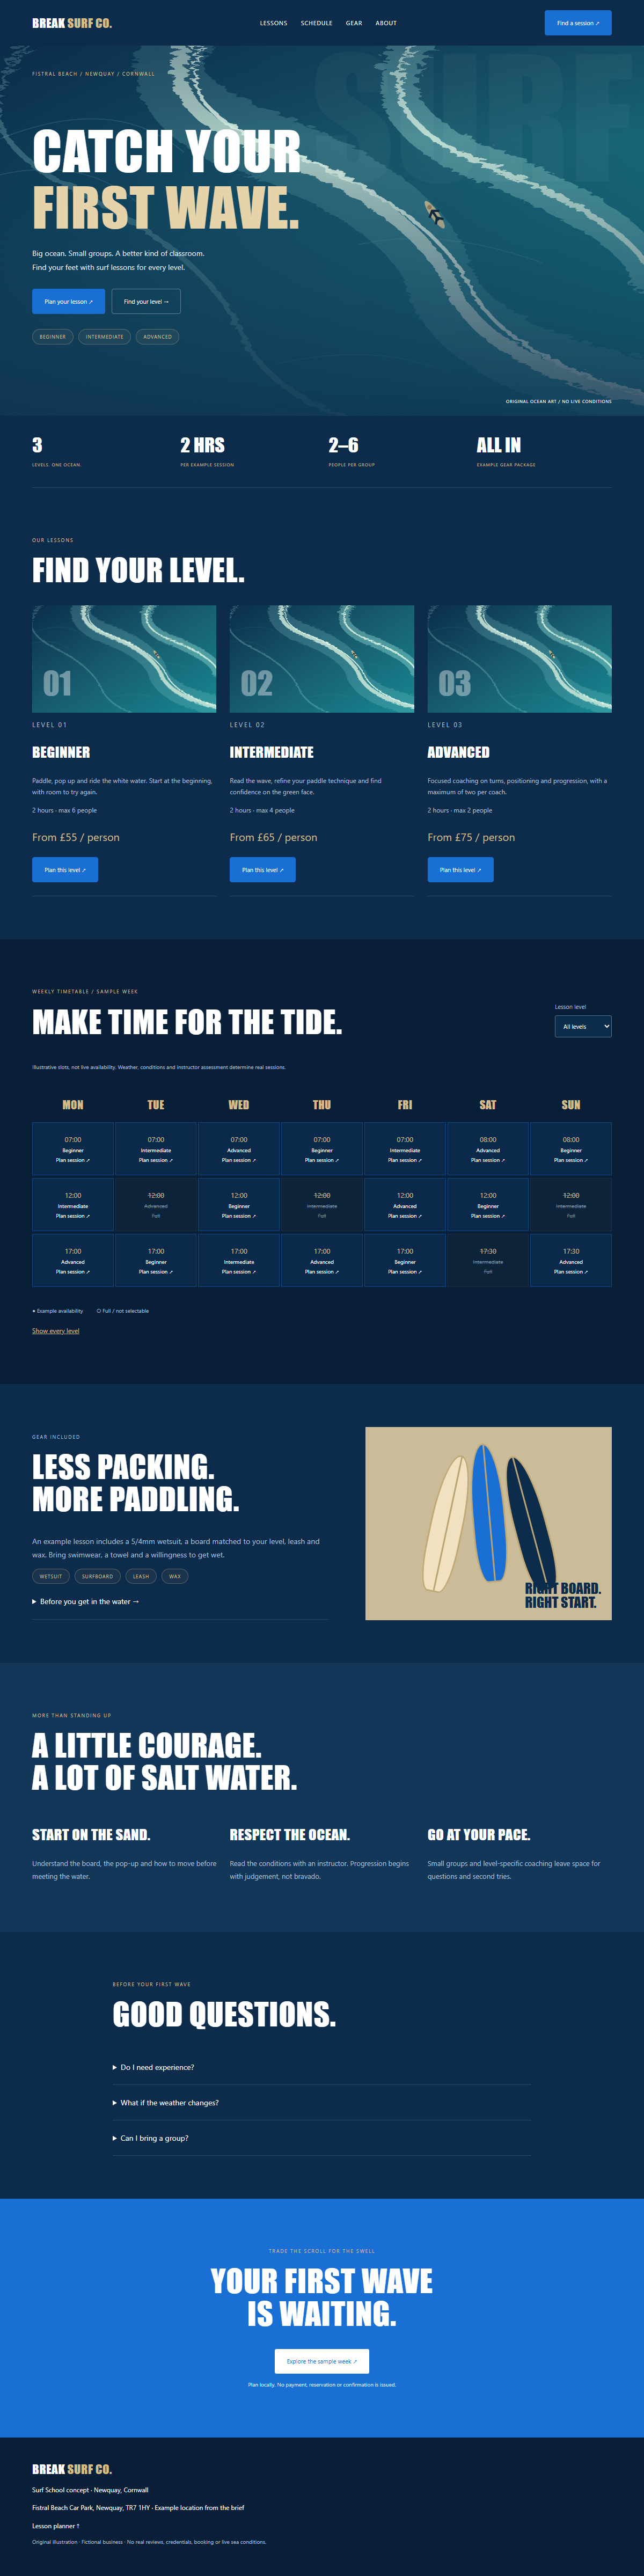 BREAK SURF CO.
LESSONS SCHEDULE GEAR ABOUT
Find a session ↗
FISTRAL BEACH / NEWQUAY / CORNWALL
SURF
CATCH YOUR
FIRST WAVE.
Big ocean. Small groups. A better kind of classroom.
Find your feet with surf lessons for every level.
Plan your lesson ↗ Find your level →
BEGINNER INTERMEDIATE ADVANCED
ORIGINAL OCEAN ART / NO LIVE CONDITIONS
3 2 HRS 2–6 ALL IN
LEVELS. ONE OCEAN. PER EXAMPLE SESSION PEOPLE PER GROUP EXAMPLE GEAR PACKAGE
OUR LESSONS
FIND YOUR LEVEL.
01 02 03
LEVEL 01 LEVEL 02 LEVEL 03
BEGINNER INTERMEDIATE ADVANCED
Paddle, pop up and ride the white water. Start at the beginning,
with room to try again.
Read the wave, refine your paddle technique and find
confidence on the green face.
Focused coaching on turns, positioning and progression, with a
maximum of two per coach.
2 hours · max 6 people 2 hours · max 4 people 2 hours · max 2 people
From £55 / person From £65 / person From £75 / person
Plan this level ↗ Plan this level ↗ Plan this level ↗
WEEKLY TIMETABLE / SAMPLE WEEK
MAKE TIME FOR THE TIDE.
Lesson level
All levels
Illustrative slots, not live availability. Weather, conditions and instructor assessment determine real sessions.
MON TUE WED THU FRI SAT SUN
07:00 07:00 07:00 07:00 07:00 08:00 08:00
Beginner Intermediate Advanced Beginner Intermediate Advanced Beginner
Plan session ↗ Plan session ↗ Plan session ↗ Plan session ↗ Plan session ↗ Plan session ↗ Plan session ↗
12:00 12:00 12:00 12:00 12:00 12:00 12:00
Intermediate Advanced Beginner Intermediate Advanced Beginner Intermediate
Plan session ↗ Full Plan session ↗ Full Plan session ↗ Plan session ↗ Full
17:00 17:00 17:00 17:00 17:00 17:30 17:30
Advanced Beginner Intermediate Advanced Beginner Intermediate Advanced
Plan session ↗ Plan session ↗ Plan session ↗ Plan session ↗ Plan session ↗ Full Plan session ↗
● Example availability ○ Full / not selectable
Show every level
GEAR INCLUDED
LESS PACKING.
MORE PADDLING.
An example lesson includes a 5/4mm wetsuit, a board matched to your level, leash and
wax. Bring swimwear, a towel and a willingness to get wet.
WETSUIT SURFBOARD LEASH WAX
▶ Before you get in the water →
RIGHT BOARD.
RIGHT START.
MORE THAN STANDING UP
A LITTLE COURAGE.
A LOT OF SALT WATER.
START ON THE SAND. RESPECT THE OCEAN. GO AT YOUR PACE.
Understand the board, the pop-up and how to move before
meeting the water.
Read the conditions with an instructor. Progression begins
with judgement, not bravado.
Small groups and level-specific coaching leave space for
questions and second tries.
BEFORE YOUR FIRST WAVE
GOOD QUESTIONS.
▶ Do I need experience?
▶ What if the weather changes?
▶ Can I bring a group?
TRADE THE SCROLL FOR THE SWELL
YOUR FIRST WAVE
IS WAITING.
Explore the sample week ↗
Plan locally. No payment, reservation or confirmation is issued.
BREAK SURF CO.
Surf School concept · Newquay, Cornwall
Fistral Beach Car Park, Newquay, TR7 1HY · Example location from the brief
Lesson planner ↑
Original illustration · Fictional business · No real reviews, credentials, booking or live sea conditions.